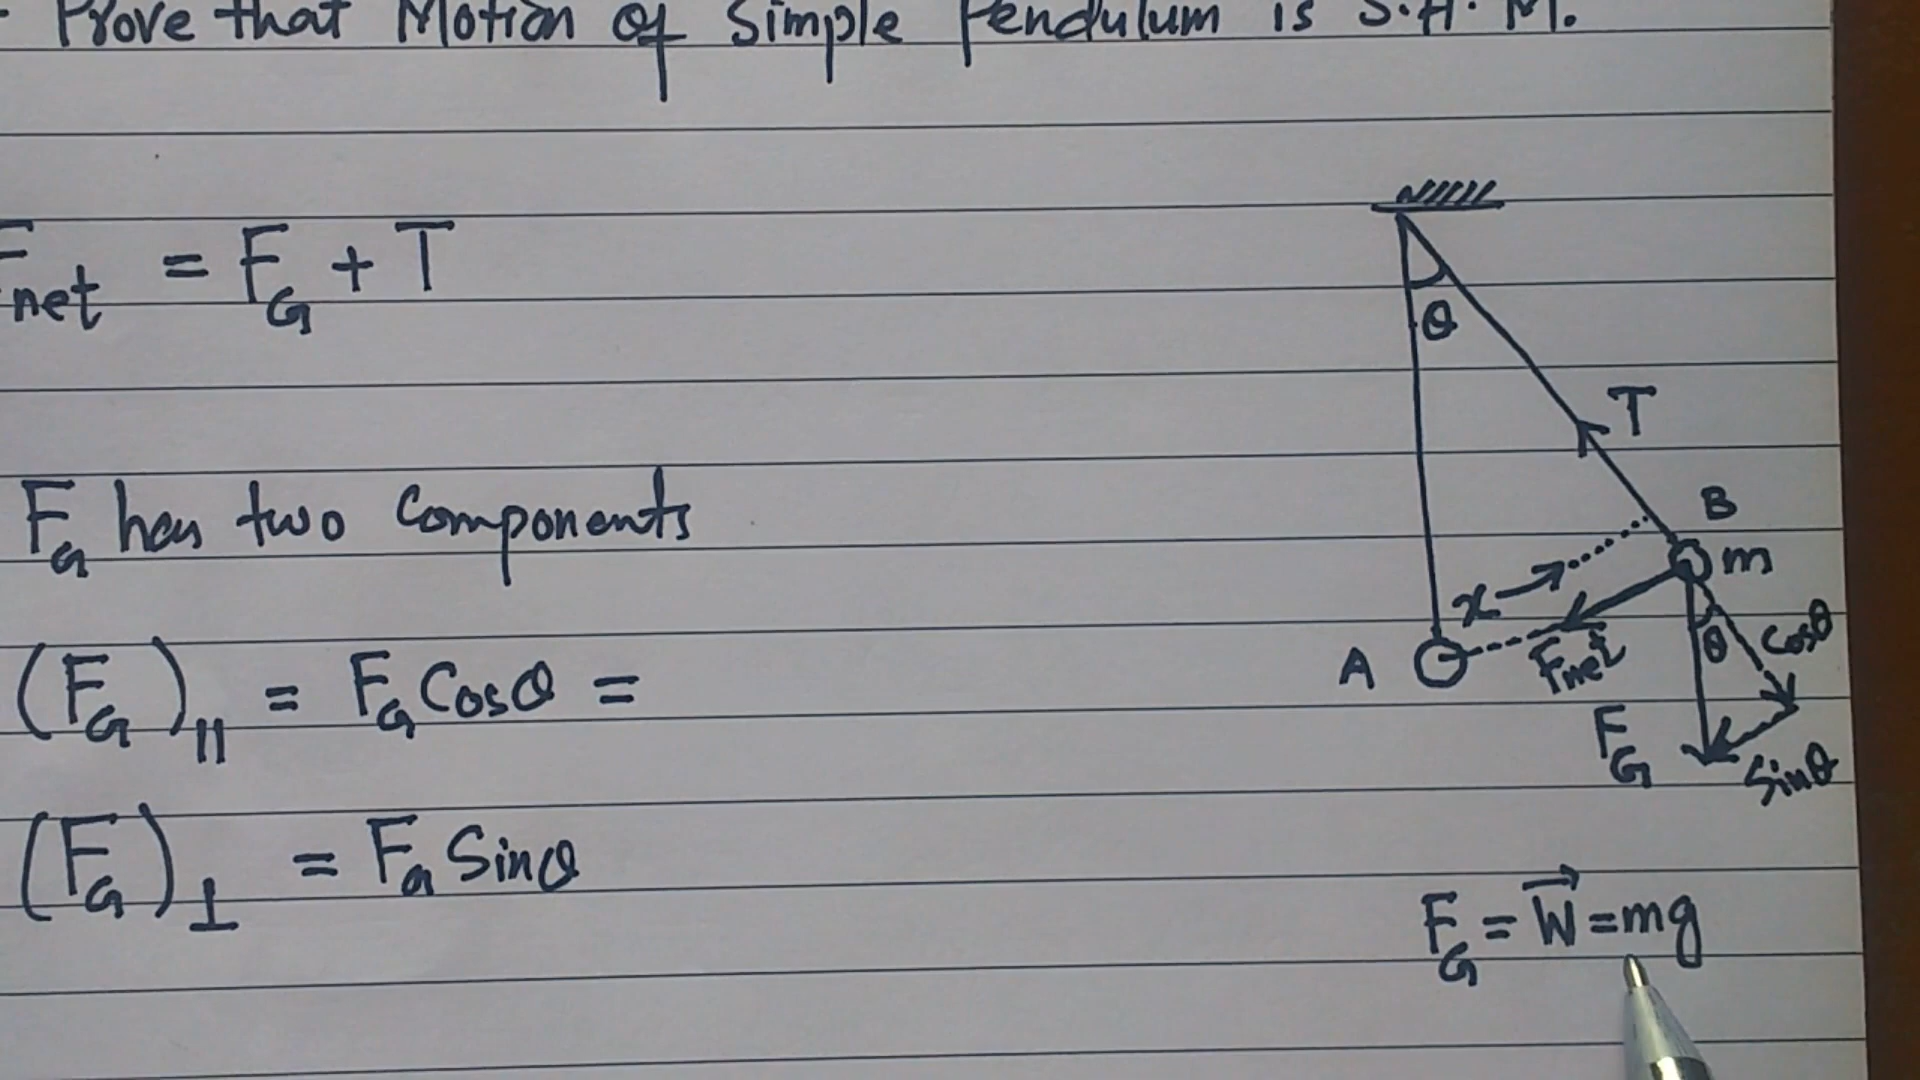 Prove that Motion of Simple Pendulum is S.H.M.
Fnet = FG + T
FG has two Components
(FG)|| = FG Cosθ =
(FG)⊥ = FG Sinθ
θ
T
B
m
x
A
Fnet
θ
Cosθ
FG
Sinθ
FG = W⃗ = mg